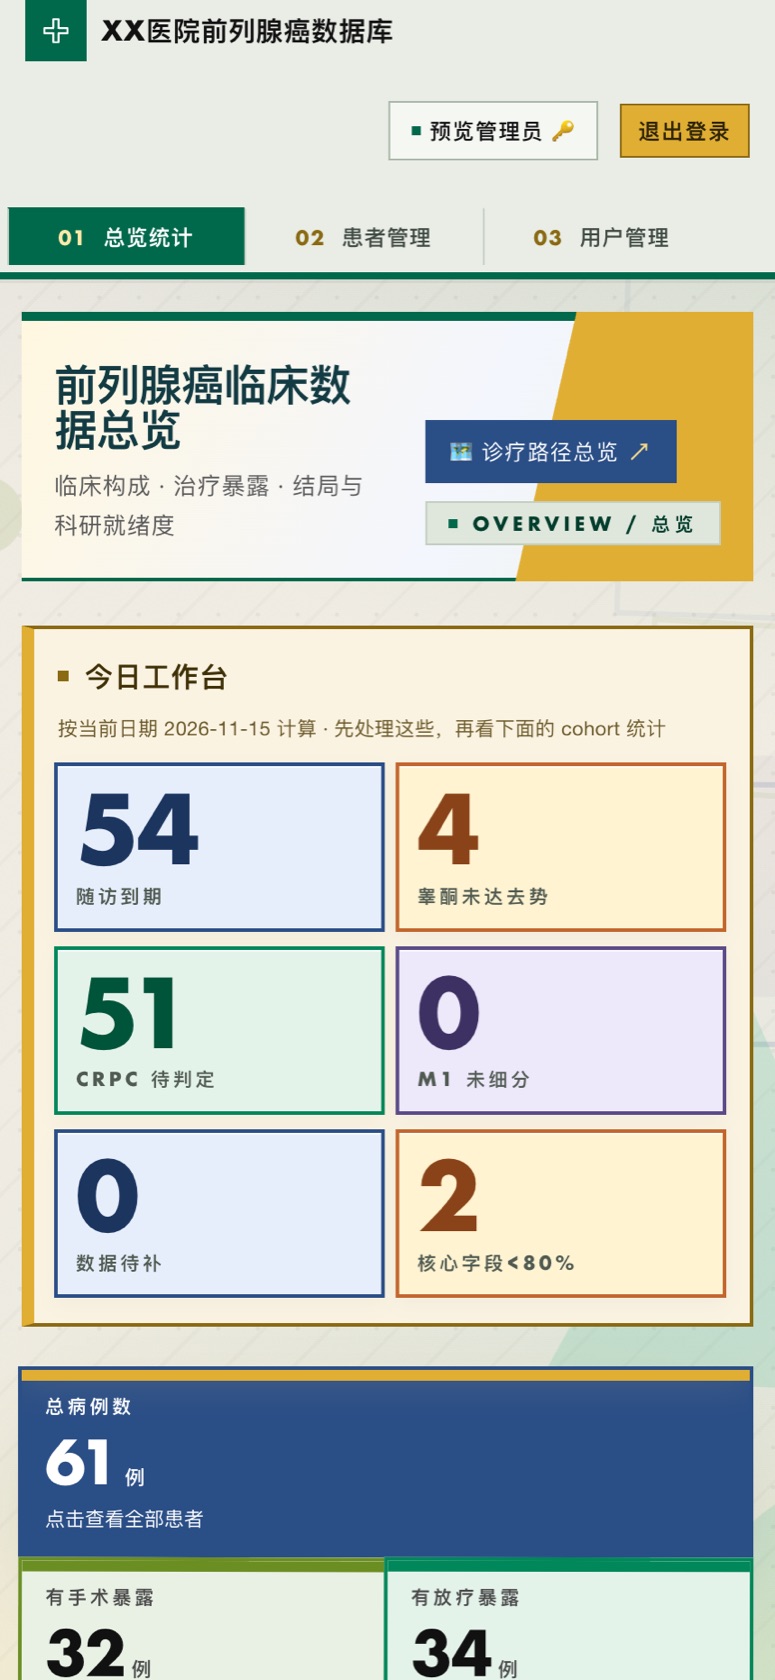 XX医院前列腺癌数据库
预览管理员 🔑
退出登录
01 总览统计
02 患者管理
03 用户管理
前列腺癌临床数
据总览
临床构成 · 治疗暴露 · 结局与
科研就绪度
🗺️ 诊疗路径总览 ↗
OVERVIEW / 总览
今日工作台
按当前日期 2026-11-15 计算 · 先处理这些，再看下面的 cohort 统计
54
随访到期
4
睾酮未达去势
51
CRPC 待判定
0
M1 未细分
0
数据待补
2
核心字段<80%
总病例数
61 例
点击查看全部患者
有手术暴露
32 例
有放疗暴露
34 例